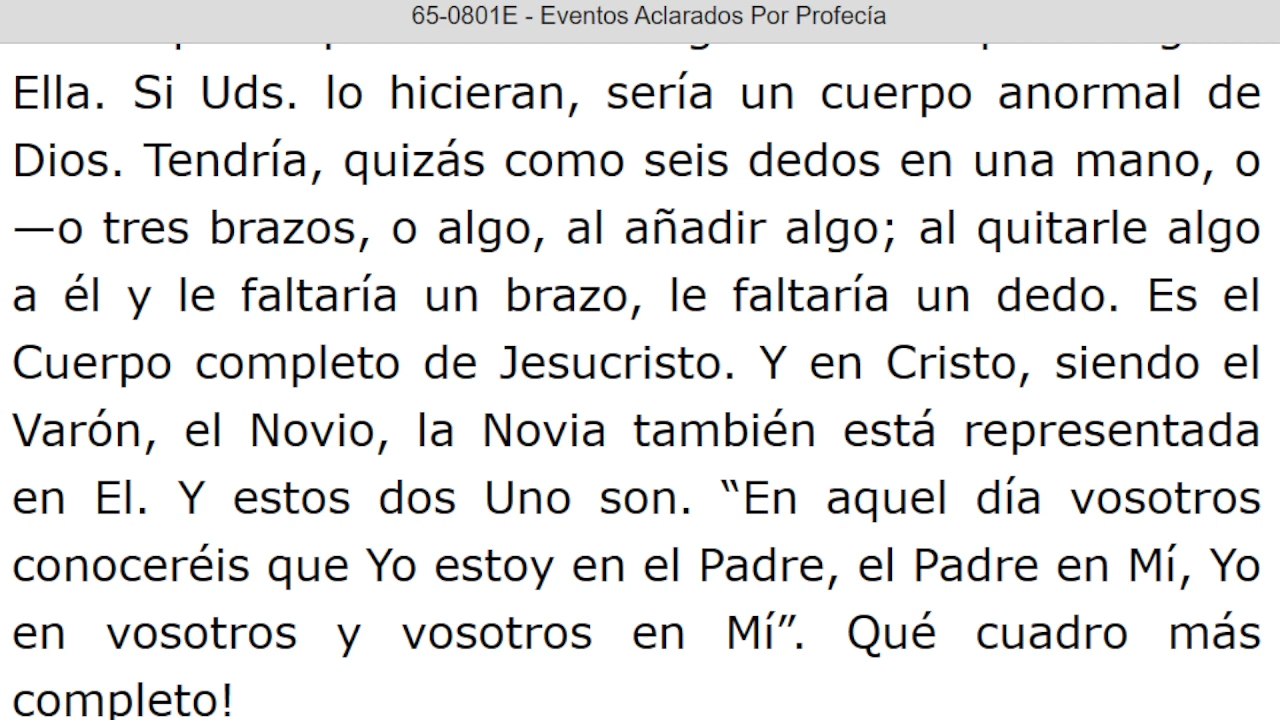 65-0801E - Eventos Aclarados Por Profecía
Ella. Si Uds. lo hicieran, sería un cuerpo anormal de
Dios. Tendría, quizás como seis dedos en una mano, o
—o tres brazos, o algo, al añadir algo; al quitarle algo
a él y le faltaría un brazo, le faltaría un dedo. Es el
Cuerpo completo de Jesucristo. Y en Cristo, siendo el
Varón, el Novio, la Novia también está representada
en El. Y estos dos Uno son. “En aquel día vosotros
conoceréis que Yo estoy en el Padre, el Padre en Mí, Yo
en vosotros y vosotros en Mí”. Qué cuadro más
completo!